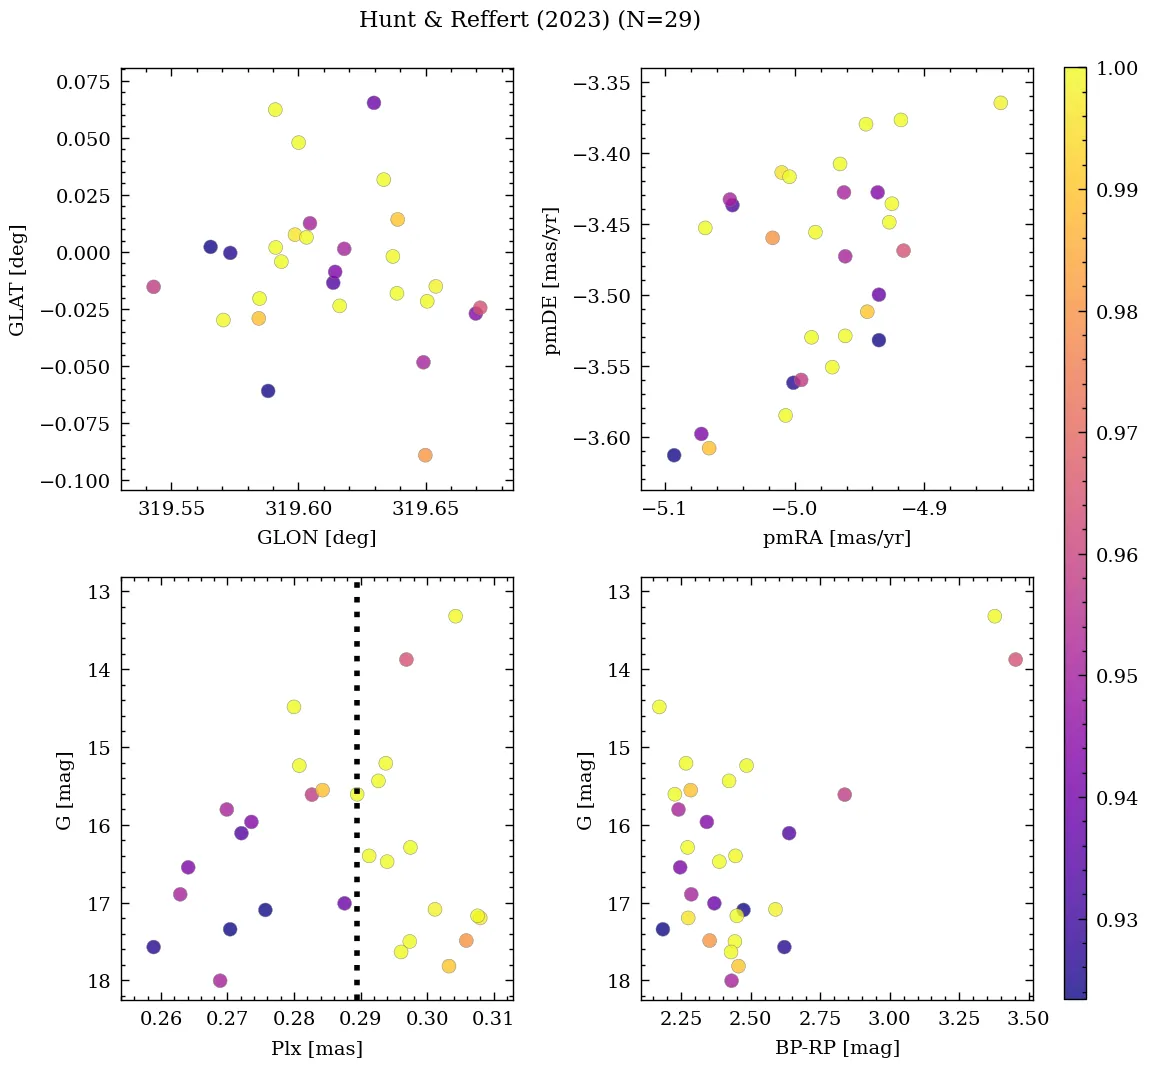 Hunt & Reffert (2023) (N=29)
0.075
0.050
0.025
0.000
−0.025
−0.050
−0.075
−0.100
GLAT [deg]
319.55 319.60 319.65
GLON [deg]
−3.35
−3.40
−3.45
−3.50
−3.55
−3.60
pmDE [mas/yr]
−5.1 −5.0 −4.9
pmRA [mas/yr]
1.00
0.99
0.98
0.97
0.96
0.95
0.94
0.93
13
14
15
16
17
18
G [mag]
0.26 0.27 0.28 0.29 0.30 0.31
Plx [mas]
13
14
15
16
17
18
G [mag]
2.25 2.50 2.75 3.00 3.25 3.50
BP-RP [mag]